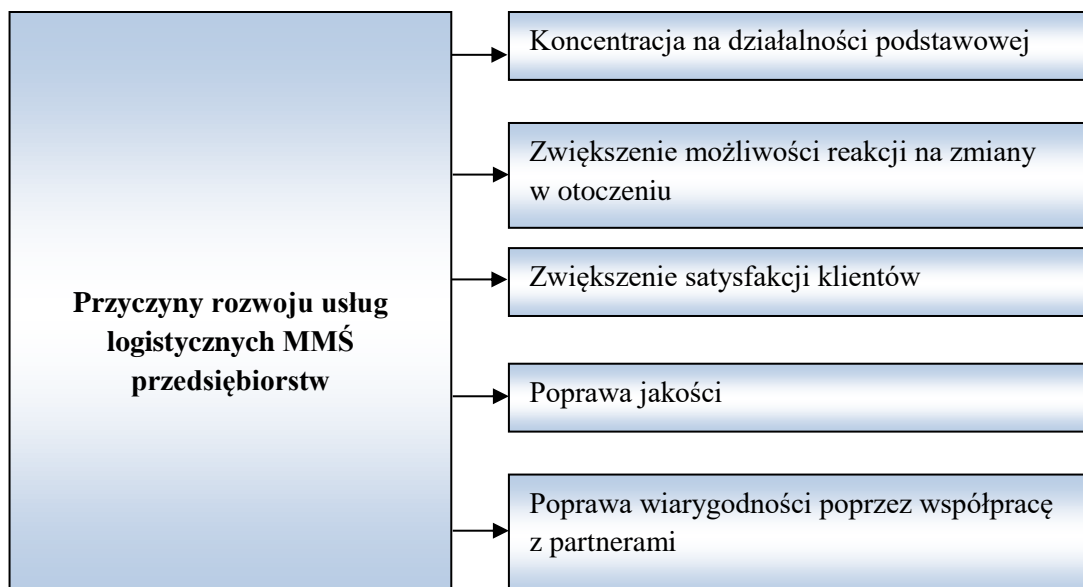 Koncentracja na działalności podstawowej
Zwiększenie możliwości reakcji na zmiany
w otoczeniu
Zwiększenie satysfakcji klientów
Przyczyny rozwoju usług
logistycznych MMŚ
przedsiębiorstw
Poprawa jakości
Poprawa wiarygodności poprzez współpracę
z partnerami